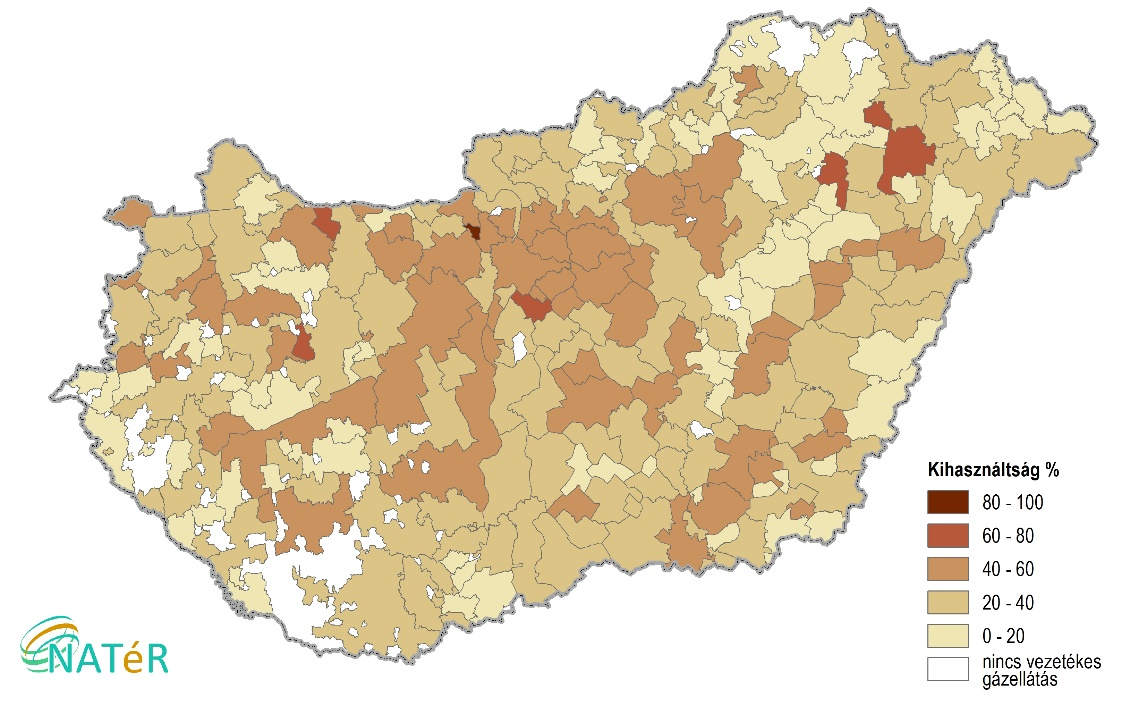 Kihasználtság %
80 - 100
60 - 80
40 - 60
20 - 40
0 - 20
nincs vezetékes
gázellátás
NATéR